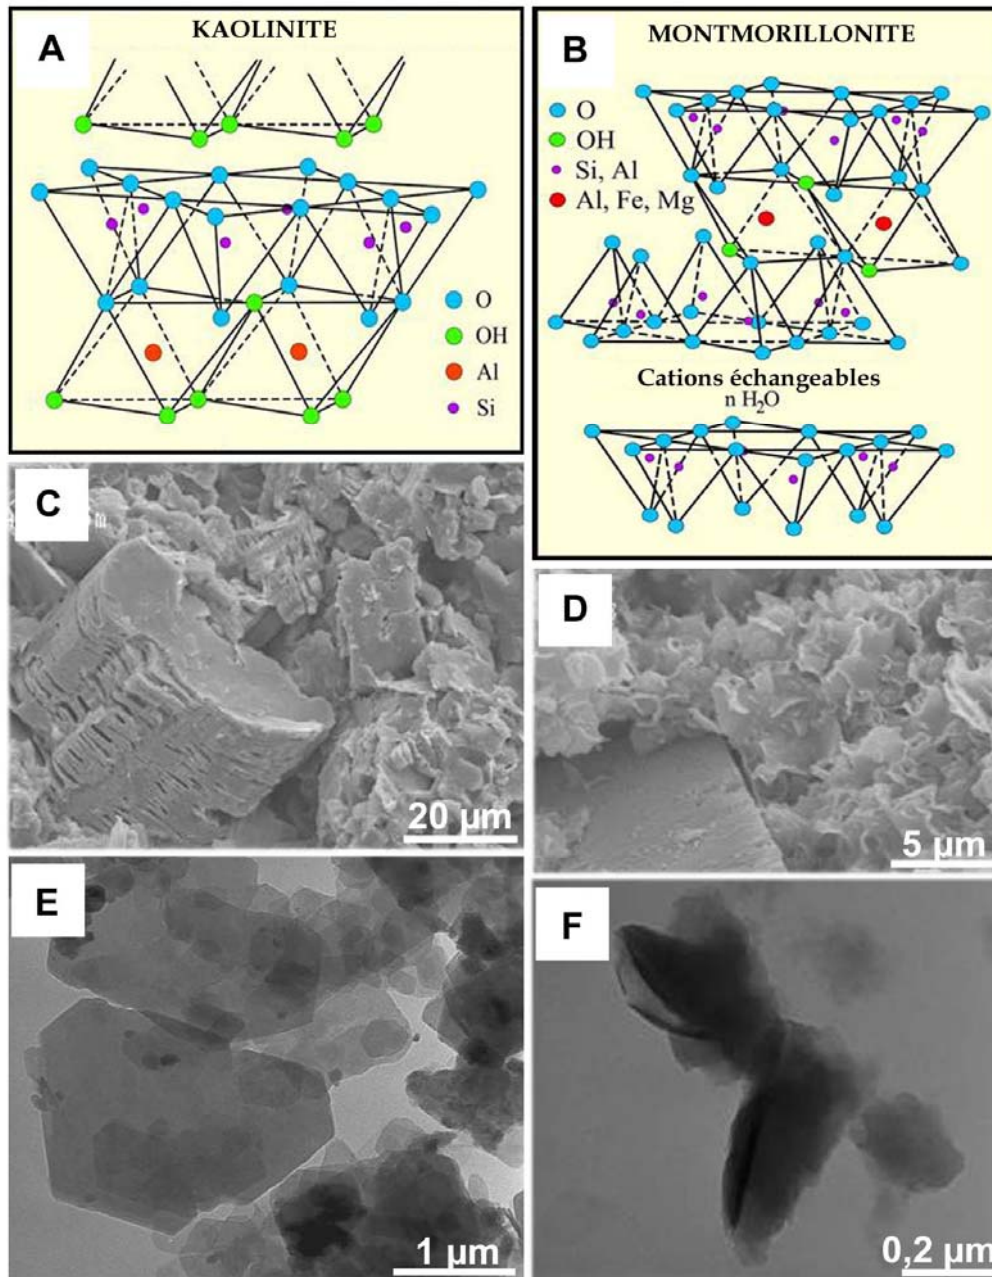 A
KAOLINITE
O
OH
Al
Si
B
MONTMORILLONITE
O
OH
Si, Al
Al, Fe, Mg
Cations échangeables
n H₂O
C
20 µm
D
5 µm
E
1 µm
F
0,2 µm